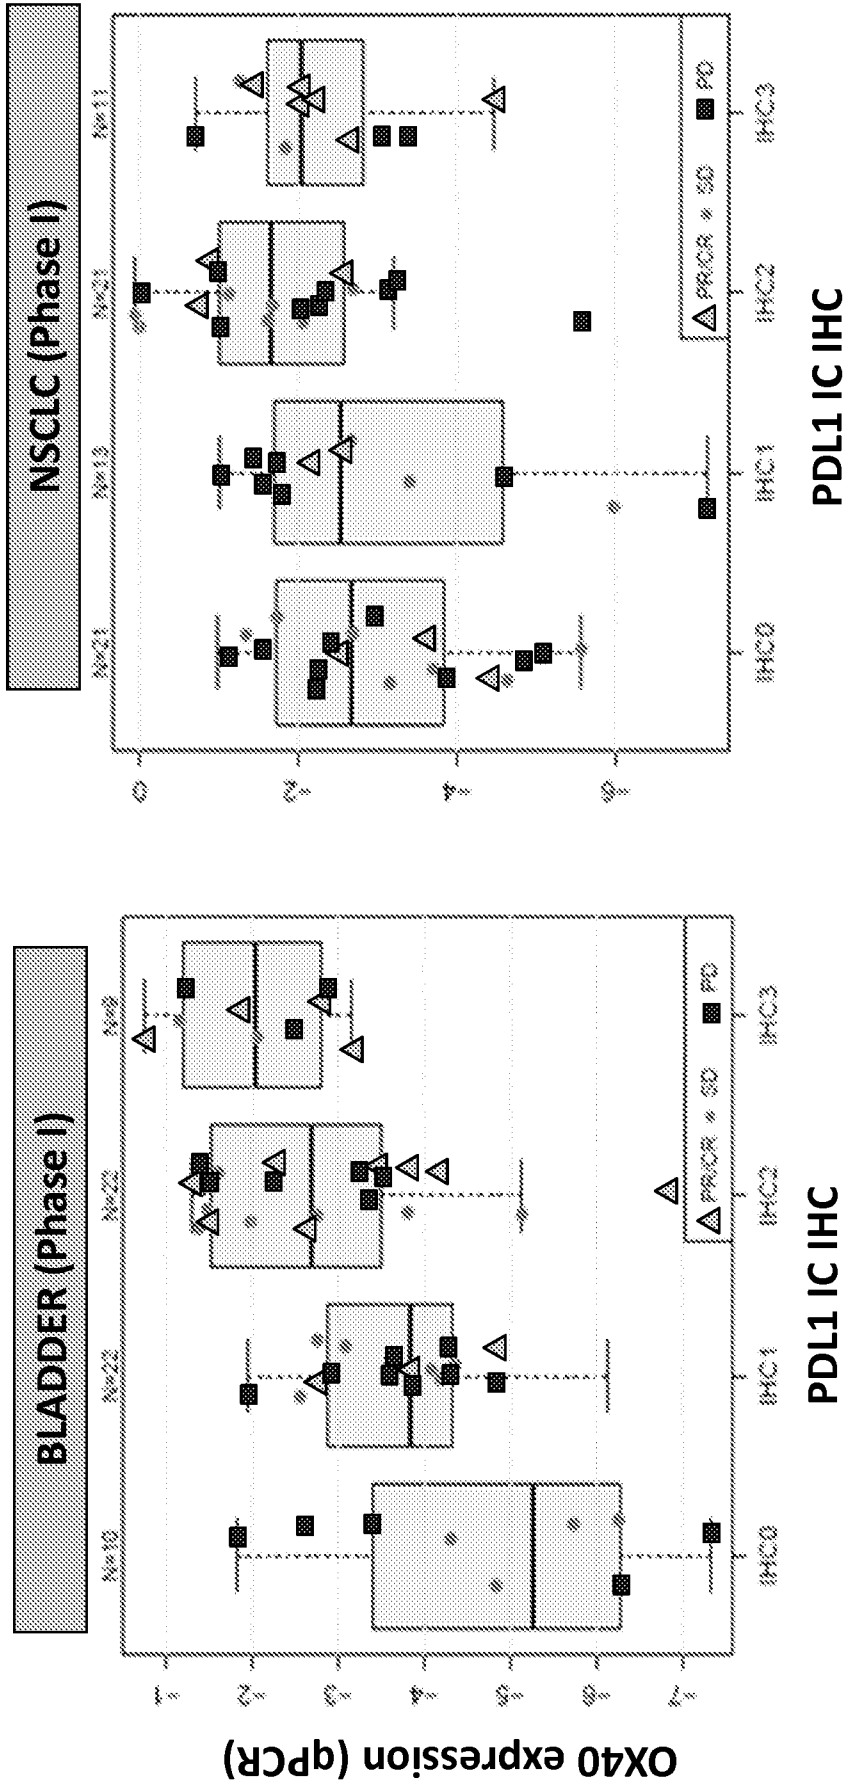 BLADDER (Phase I)
N=10 N=22 N=22 N=9
OX40 expression (qPCR)
-1
-2
-3
-4
-5
-6
-7
PR/CR SD PD
IHC0 IHC1 IHC2 IHC3
PDL1 IC IHC
NSCLC (Phase I)
N=21 N=13 N=21 N=11
0
-2
-4
-6
PR/CR SD PD
IHC0 IHC1 IHC2 IHC3
PDL1 IC IHC